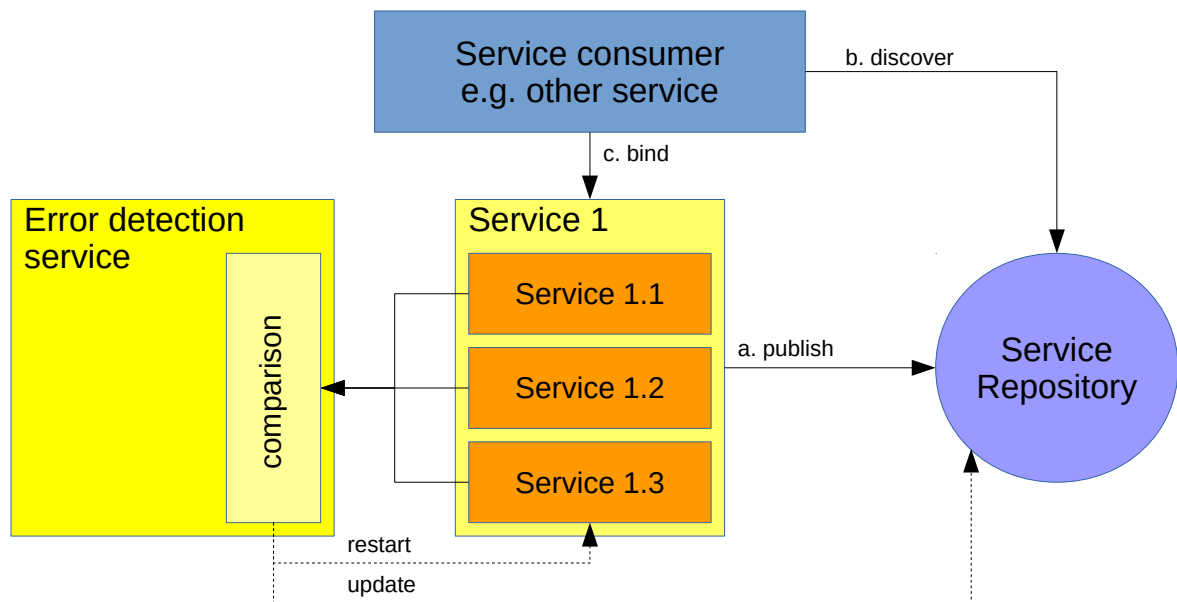 Service consumer
e.g. other service
b. discover
c. bind
Error detection
service
comparison
Service 1
Service 1.1
Service 1.2
Service 1.3
a. publish
Service
Repository
restart
update